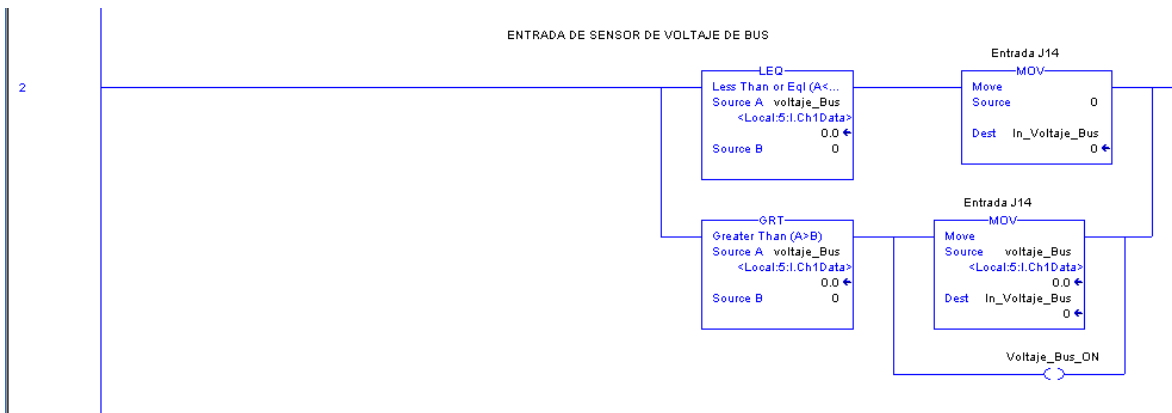 ENTRADA DE SENSOR DE VOLTAJE DE BUS
2
LEQ
Less Than or Eql (A<...
Source A voltaje_Bus
<Local:5:I.Ch1Data>
0.0
Source B 0
Entrada J14
MOV
Move
Source 0
Dest In_Voltaje_Bus
0
GRT
Greater Than (A>B)
Source A voltaje_Bus
<Local:5:I.Ch1Data>
0.0
Source B 0
Entrada J14
MOV
Move
Source voltaje_Bus
<Local:5:I.Ch1Data>
0.0
Dest In_Voltaje_Bus
0
Voltaje_Bus_ON